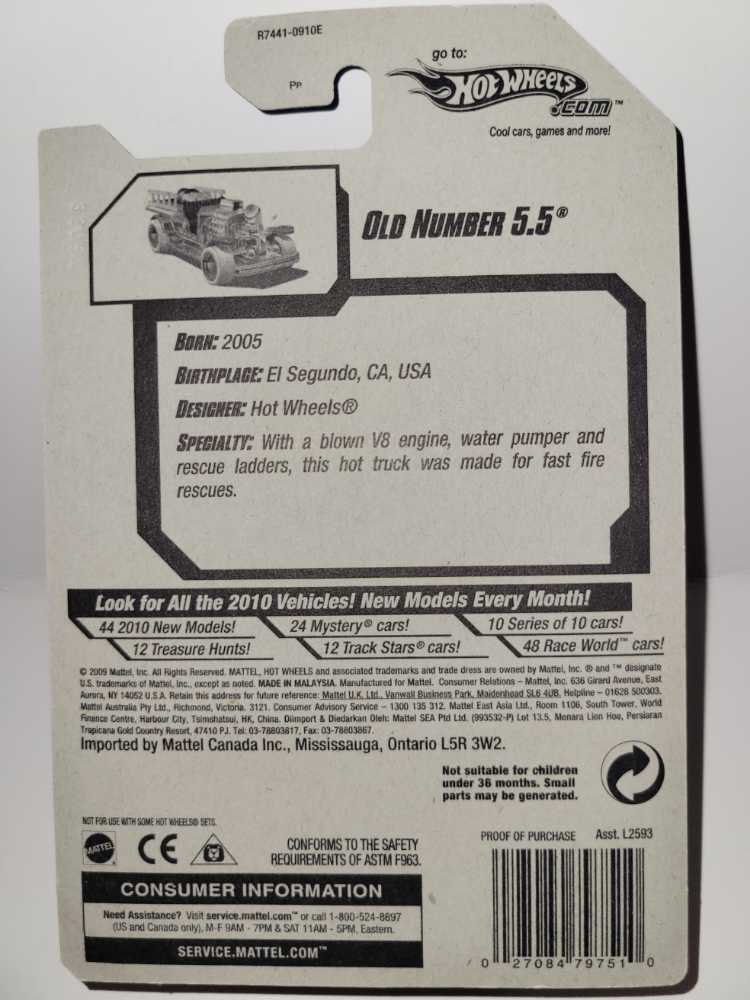 R7441-0910E
PP
go to:
HOT WHEELS
.COM™
Cool cars, games and more!
OLD NUMBER 5.5®
BORN: 2005
BIRTHPLACE: El Segundo, CA, USA
DESIGNER: Hot Wheels®
SPECIALTY: With a blown V8 engine, water pumper and
rescue ladders, this hot truck was made for fast fire
rescues.
Look for All the 2010 Vehicles! New Models Every Month!
44 2010 New Models! 24 Mystery® cars! 10 Series of 10 cars!
12 Treasure Hunts! 12 Track Stars® cars! 48 Race World™ cars!
© 2009 Mattel, Inc. All Rights Reserved. MATTEL, HOT WHEELS and associated trademarks and trade dress are owned by Mattel, Inc. ® and ™ designate
U.S. trademarks of Mattel, Inc., except as noted. MADE IN MALAYSIA. Manufactured for Mattel. Consumer Relations – Mattel, Inc. 636 Girard Avenue, East
Aurora, NY 14052 U.S.A. Retain this address for future reference: Mattel U.K. Ltd., Vanwall Business Park, Maidenhead SL6 4UB. Helpline – 01628 500303.
Mattel Australia Pty Ltd., Richmond, Victoria. 3121. Consumer Advisory Service – 1300 135 312. Mattel East Asia Ltd., Room 1106, South Tower, World
Finance Centre, Harbour City, Tsimshatsui, HK, China. Diimport & Diedarkan Oleh: Mattel SEA Ptd Ltd. (993532-P) Lot 13.5, Menara Lien Hoe, Persiaran
Tropicana Gold Country Resort, 47410 PJ. Tel: 03-78803817, Fax: 03-78803867.
Imported by Mattel Canada Inc., Mississauga, Ontario L5R 3W2.
Not suitable for children
under 36 months. Small
parts may be generated.
NOT FOR USE WITH SOME HOT WHEELS® SETS.
MATTEL
CE
CONFORMS TO THE SAFETY
REQUIREMENTS OF ASTM F963.
PROOF OF PURCHASE Asst. L2593
CONSUMER INFORMATION
Need Assistance? Visit service.mattel.com™ or call 1-800-524-8697
(US and Canada only), M-F 9AM - 7PM & SAT 11AM - 5PM, Eastern.
SERVICE.MATTEL.COM™
0 27084 79751 0